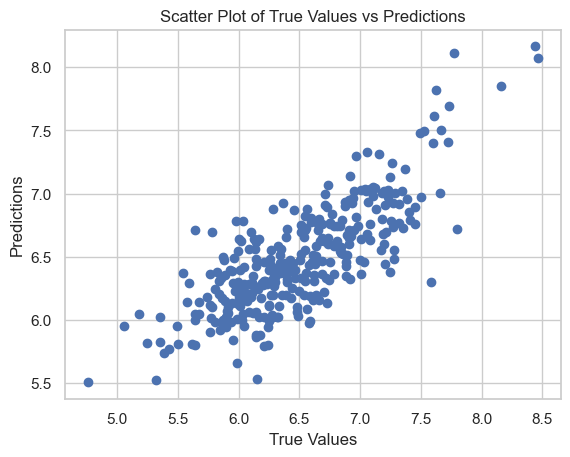 Scatter Plot of True Values vs Predictions
Predictions
8.0
7.5
7.0
6.5
6.0
5.5
5.0 5.5 6.0 6.5 7.0 7.5 8.0 8.5
True Values